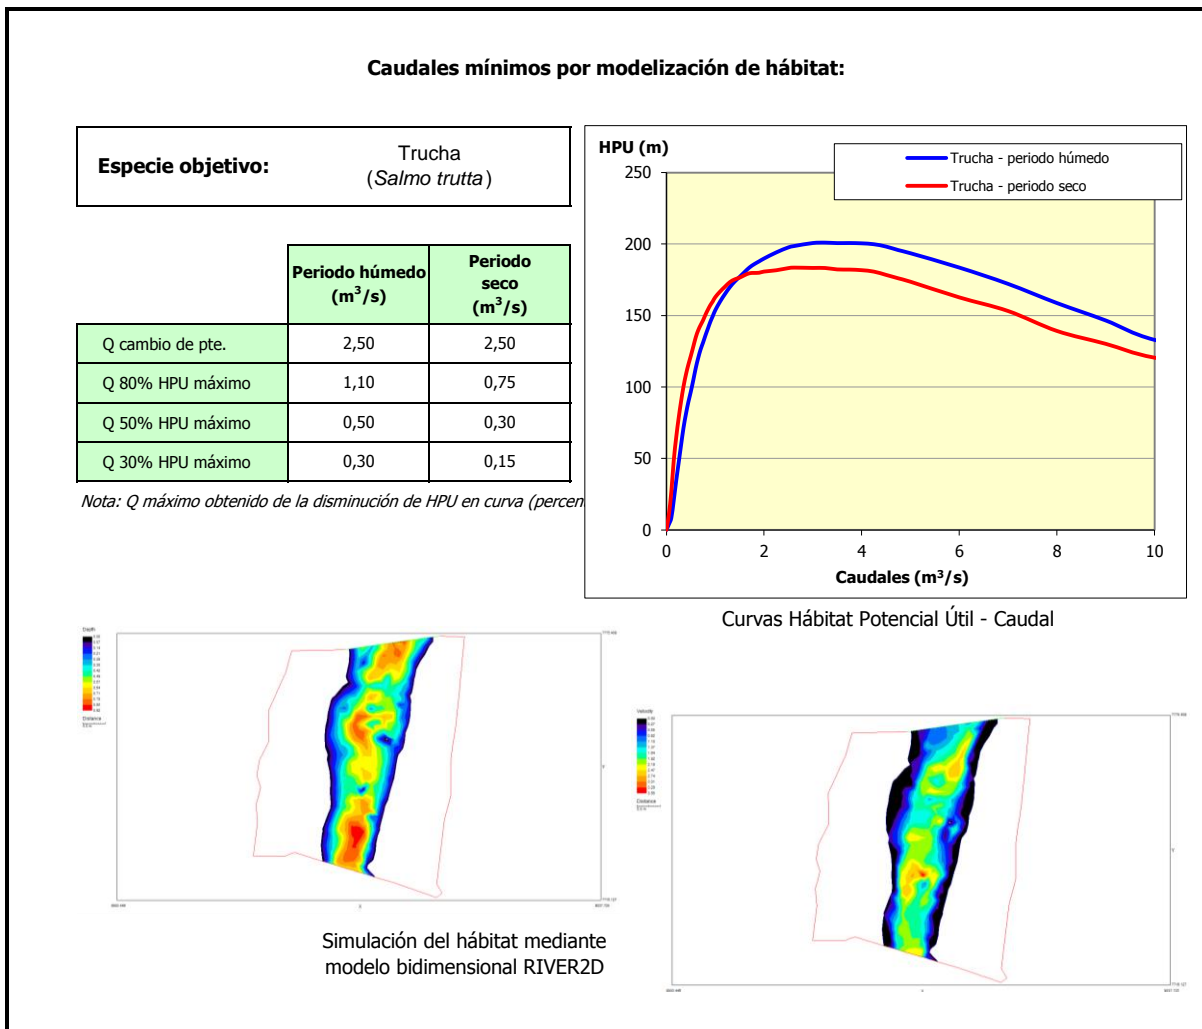 Caudales mínimos por modelización de hábitat:
Especie objetivo:
Trucha
(Salmo trutta)
Periodo húmedo
(m³/s)
Periodo
seco
(m³/s)
Q cambio de pte. 2,50 2,50
Q 80% HPU máximo 1,10 0,75
Q 50% HPU máximo 0,50 0,30
Q 30% HPU máximo 0,30 0,15
Nota: Q máximo obtenido de la disminución de HPU en curva (percen
HPU (m)
Trucha - periodo húmedo
Trucha - periodo seco
250
200
150
100
50
0
0 2 4 6 8 10
Caudales (m³/s)
Curvas Hábitat Potencial Útil - Caudal
Depth
Distance
Simulación del hábitat mediante
modelo bidimensional RIVER2D
Velocity
Distance